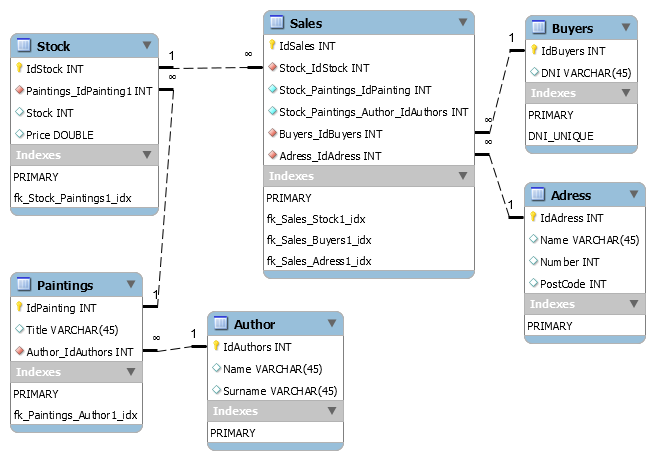 Stock
IdStock INT
Paintings_IdPainting1 INT
Stock INT
Price DOUBLE
Indexes
PRIMARY
fk_Stock_Paintings1_idx
1
∞
∞
Sales
IdSales INT
Stock_IdStock INT
Stock_Paintings_IdPainting INT
Stock_Paintings_Author_IdAuthors INT
Buyers_IdBuyers INT
Adress_IdAdress INT
Indexes
PRIMARY
fk_Sales_Stock1_idx
fk_Sales_Buyers1_idx
fk_Sales_Adress1_idx
1
∞
∞
1
Buyers
IdBuyers INT
DNI VARCHAR(45)
Indexes
PRIMARY
DNI_UNIQUE
Adress
IdAdress INT
Name VARCHAR(45)
Number INT
PostCode INT
Indexes
PRIMARY
Paintings
IdPainting INT
Title VARCHAR(45)
Author_IdAuthors INT
Indexes
PRIMARY
fk_Paintings_Author1_idx
1
∞
1
Author
IdAuthors INT
Name VARCHAR(45)
Surname VARCHAR(45)
Indexes
PRIMARY